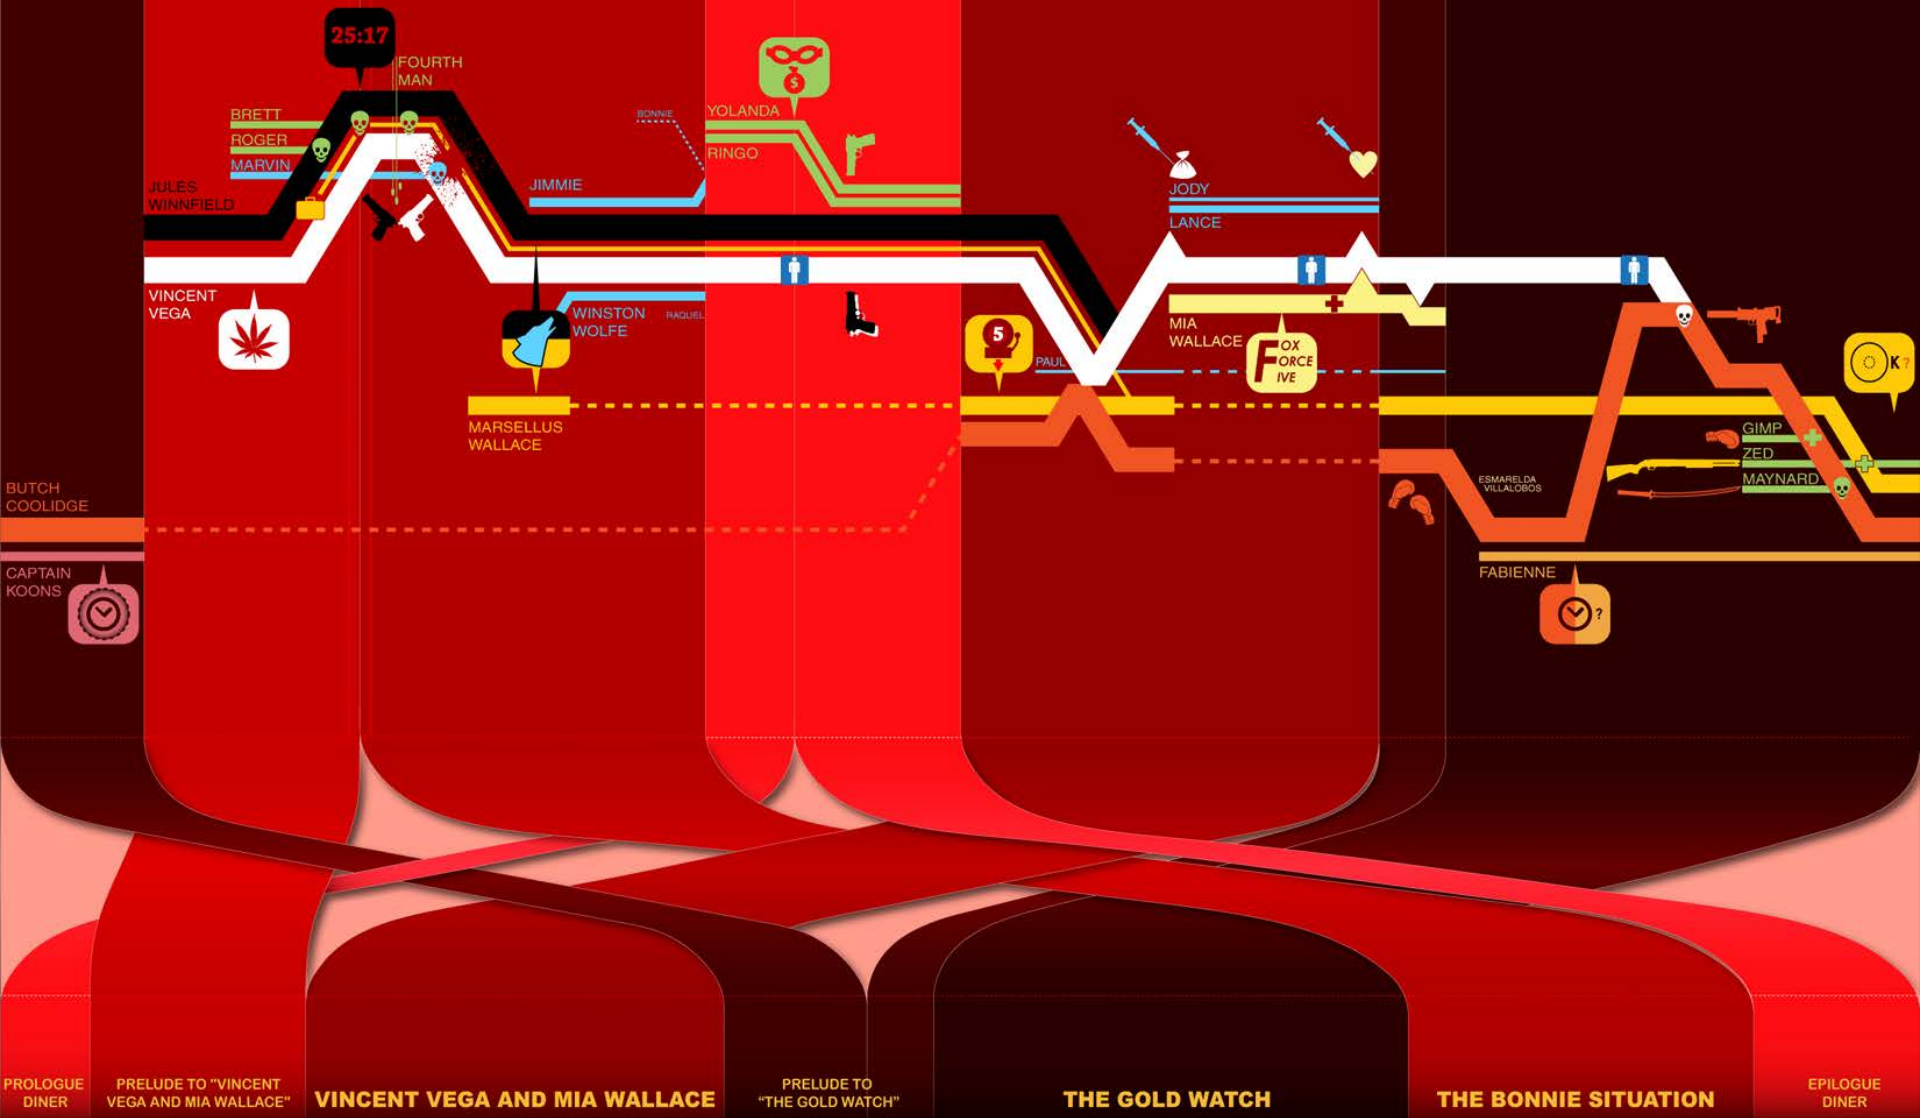 25:17
FOURTH
MAN
BRETT
ROGER
MARVIN
JULES
WINNFIELD
VINCENT
VEGA
BONNIE
JIMMIE
YOLANDA
RINGO
$
WINSTON
WOLFE
RAQUEL
MARSELLUS
WALLACE
5
PAUL
JODY
LANCE
MIA
WALLACE
FOX
FORCE
FIVE
BUTCH
COOLIDGE
CAPTAIN
KOONS
ESMARELDA
VILLALOBOS
FABIENNE
?
K?
GIMP
ZED
MAYNARD
PROLOGUE
DINER
PRELUDE TO "VINCENT
VEGA AND MIA WALLACE"
VINCENT VEGA AND MIA WALLACE
PRELUDE TO
“THE GOLD WATCH”
THE GOLD WATCH
THE BONNIE SITUATION
EPILOGUE
DINER